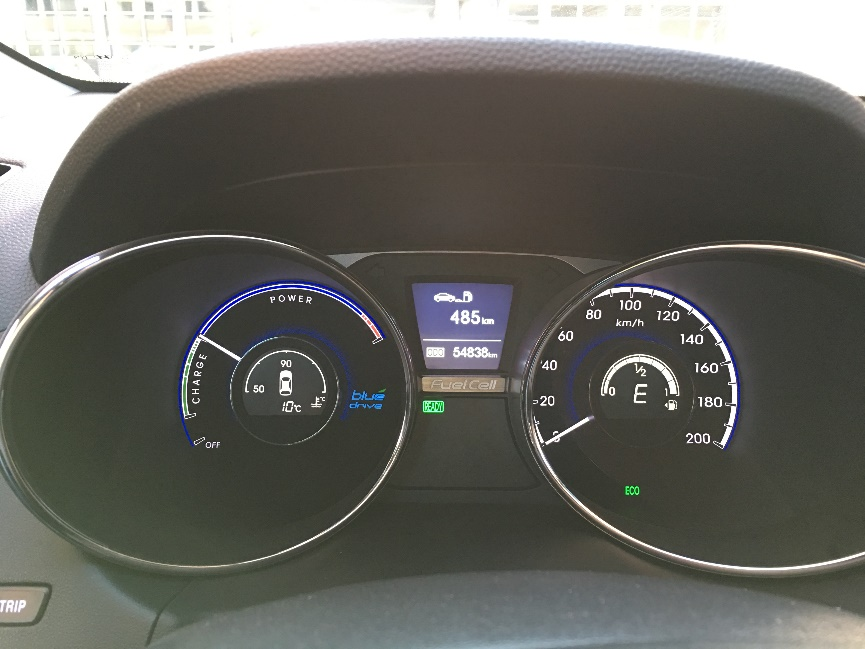 POWER
CHARGE
OFF
90
50
10°C
°C
blue
drive
485km
54838km
Fuel Cell
READY
0
20
40
60
80
100
120
140
160
180
200
km/h
1/2
0
1
E
ECO
TRIP